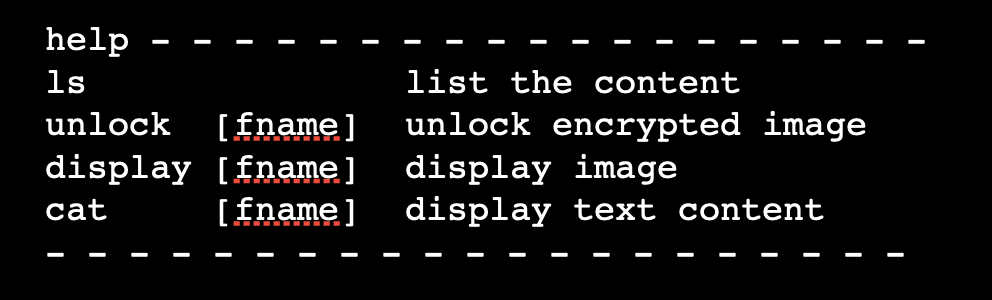 help - - - - - - - - - - - - - - - - - - -
ls list the content
unlock [fname] unlock encrypted image
display [fname] display image
cat [fname] display text content
- - - - - - - - - - - - - - - - - - - - -